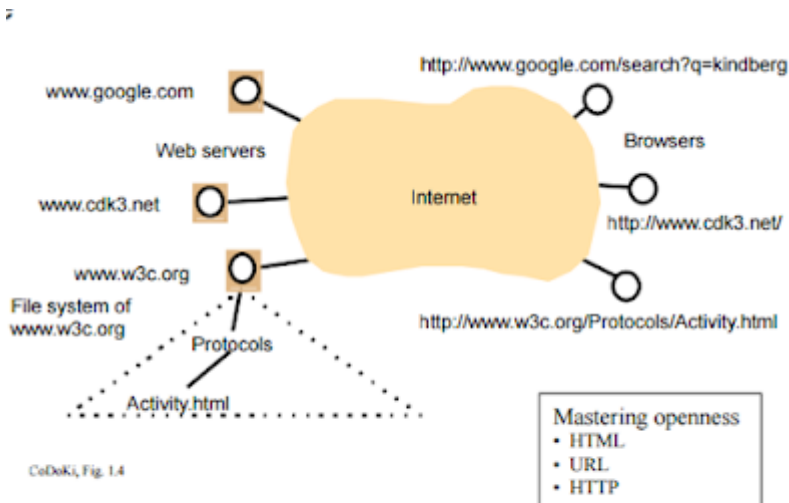 http://www.google.com/search?q=kindberg
www.google.com
Web servers
Browsers
www.cdk3.net
Internet
http://www.cdk3.net/
www.w3c.org
File system of
www.w3c.org
http://www.w3c.org/Protocols/Activity.html
Protocols
Activity.html
Mastering openness
• HTML
• URL
• HTTP
CoDoKi, Fig. 1.4